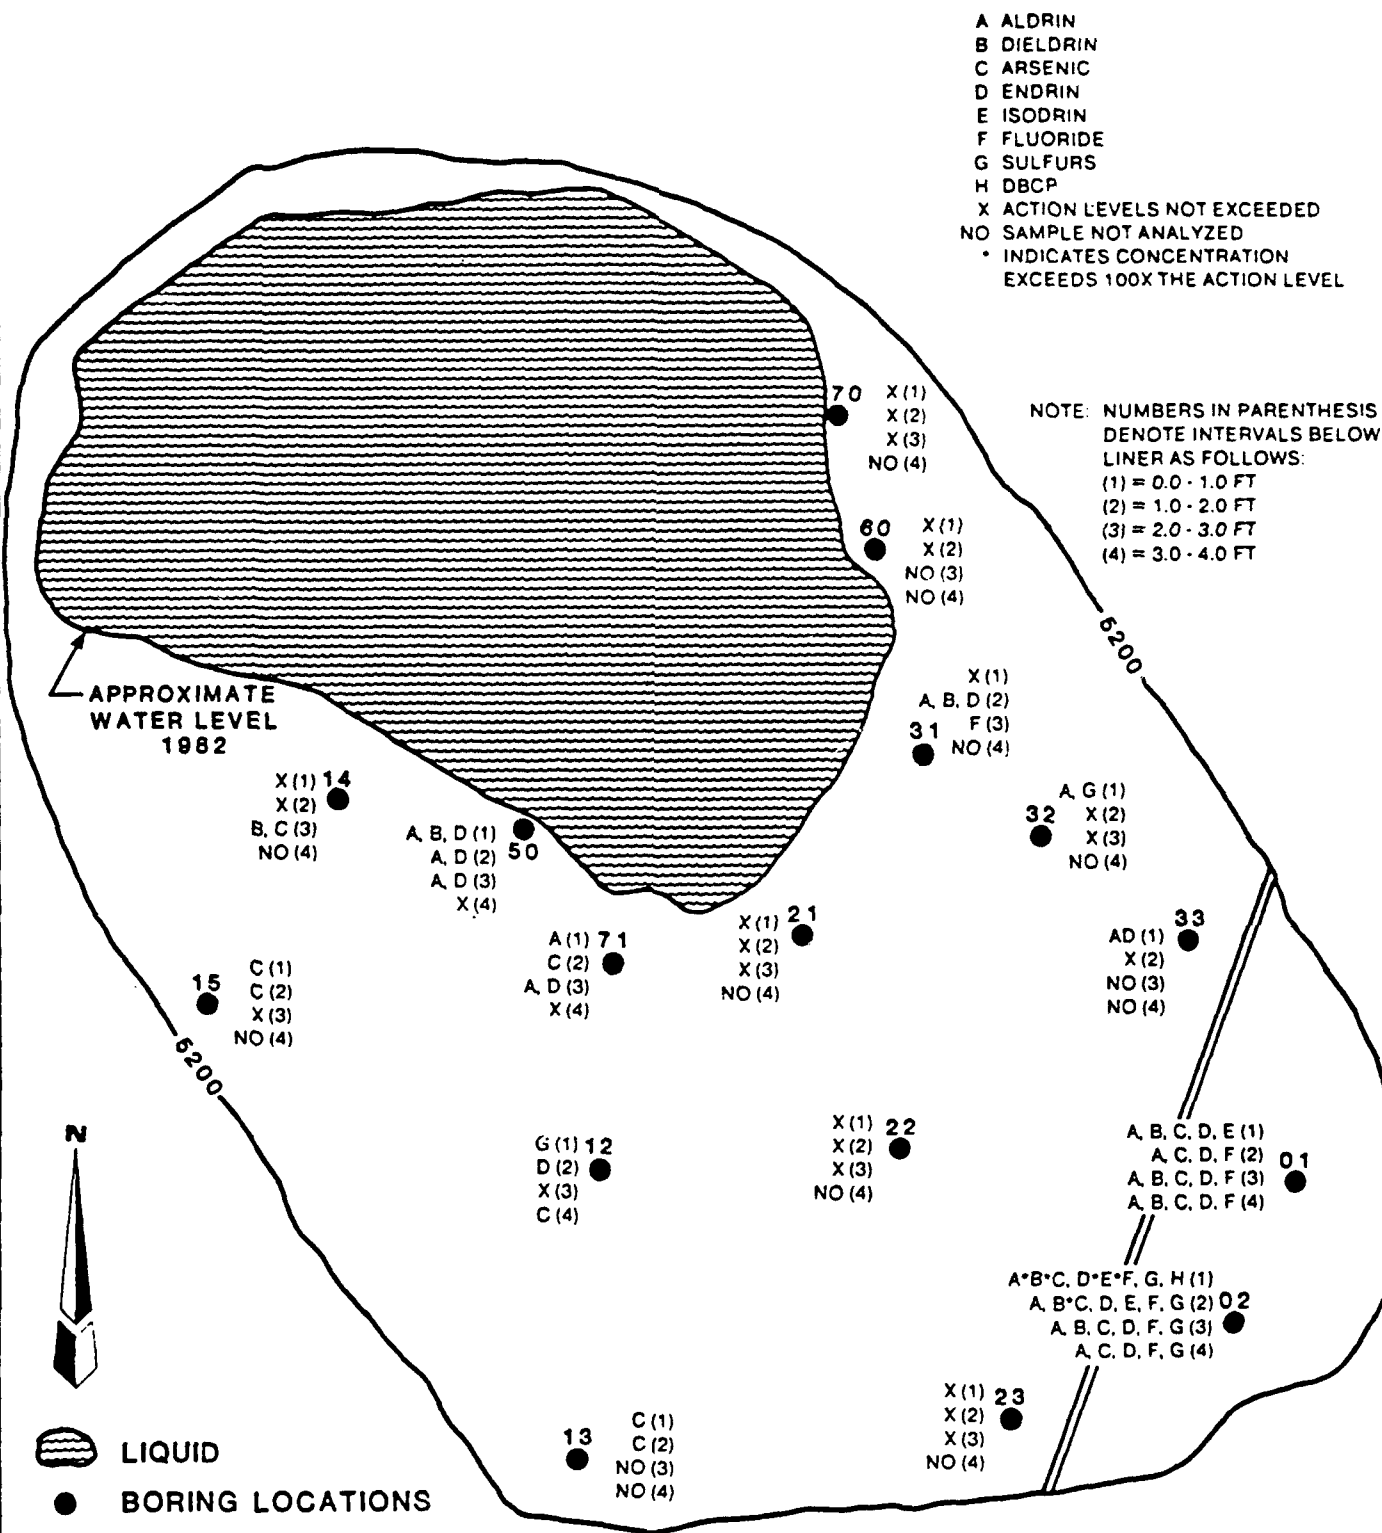 A ALDRIN
B DIELDRIN
C ARSENIC
D ENDRIN
E ISODRIN
F FLUORIDE
G SULFURS
H DBCP
X ACTION LEVELS NOT EXCEEDED
NO SAMPLE NOT ANALYZED
* INDICATES CONCENTRATION
EXCEEDS 100X THE ACTION LEVEL
NOTE: NUMBERS IN PARENTHESIS
DENOTE INTERVALS BELOW
LINER AS FOLLOWS:
(1) = 0.0 - 1.0 FT
(2) = 1.0 - 2.0 FT
(3) = 2.0 - 3.0 FT
(4) = 3.0 - 4.0 FT
70
X (1)
X (2)
X (3)
NO (4)
60
X (1)
X (2)
NO (3)
NO (4)
5200
APPROXIMATE
WATER LEVEL
1982
31
X (1)
A, B, D (2)
F (3)
NO (4)
14
X (1)
X (2)
B, C (3)
NO (4)
50
A, B, D (1)
A, D (2)
A, D (3)
X (4)
32
A, G (1)
X (2)
X (3)
NO (4)
71
A (1)
C (2)
A, D (3)
X (4)
21
X (1)
X (2)
X (3)
NO (4)
33
AD (1)
X (2)
NO (3)
NO (4)
15
C (1)
C (2)
X (3)
NO (4)
5200
N
12
G (1)
D (2)
X (3)
C (4)
22
X (1)
X (2)
X (3)
NO (4)
01
A, B, C, D, E (1)
A, C, D, F (2)
A, B, C, D, F (3)
A, B, C, D, F (4)
02
A*B*C, D*E*F, G, H (1)
A, B*C, D, E, F, G (2)
A, B, C, D, F, G (3)
A, C, D, F, G (4)
13
C (1)
C (2)
NO (3)
NO (4)
23
X (1)
X (2)
X (3)
NO (4)
LIQUID
BORING LOCATIONS